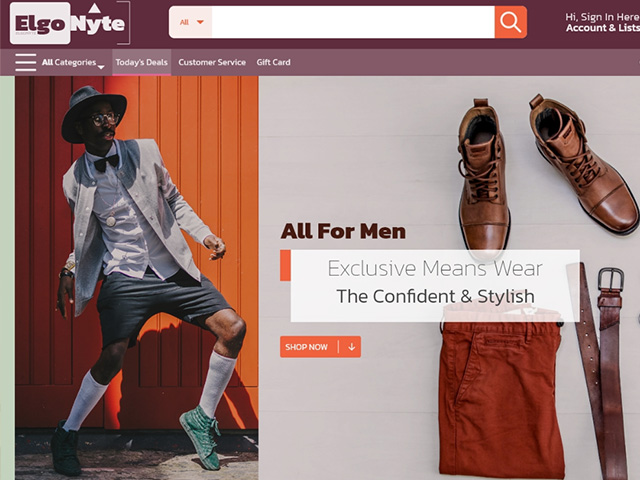 Elgo Nyte
All
Hi, Sign In Here
Account & Lists
All Categories
Today's Deals
Customer Service
Gift Card
All For Men
Exclusive Means Wear
The Confident & Stylish
SHOP NOW